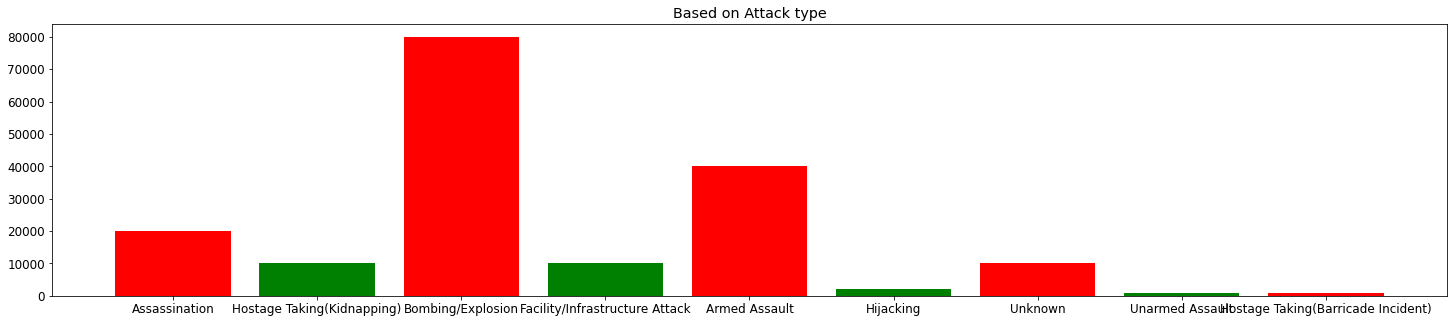 Based on Attack type
80000
70000
60000
50000
40000
30000
20000
10000
0
Assassination
Hostage Taking(Kidnapping)
Bombing/Explosion
Facility/Infrastructure Attack
Armed Assault
Hijacking
Unknown
Unarmed Assault
Hostage Taking(Barricade Incident)